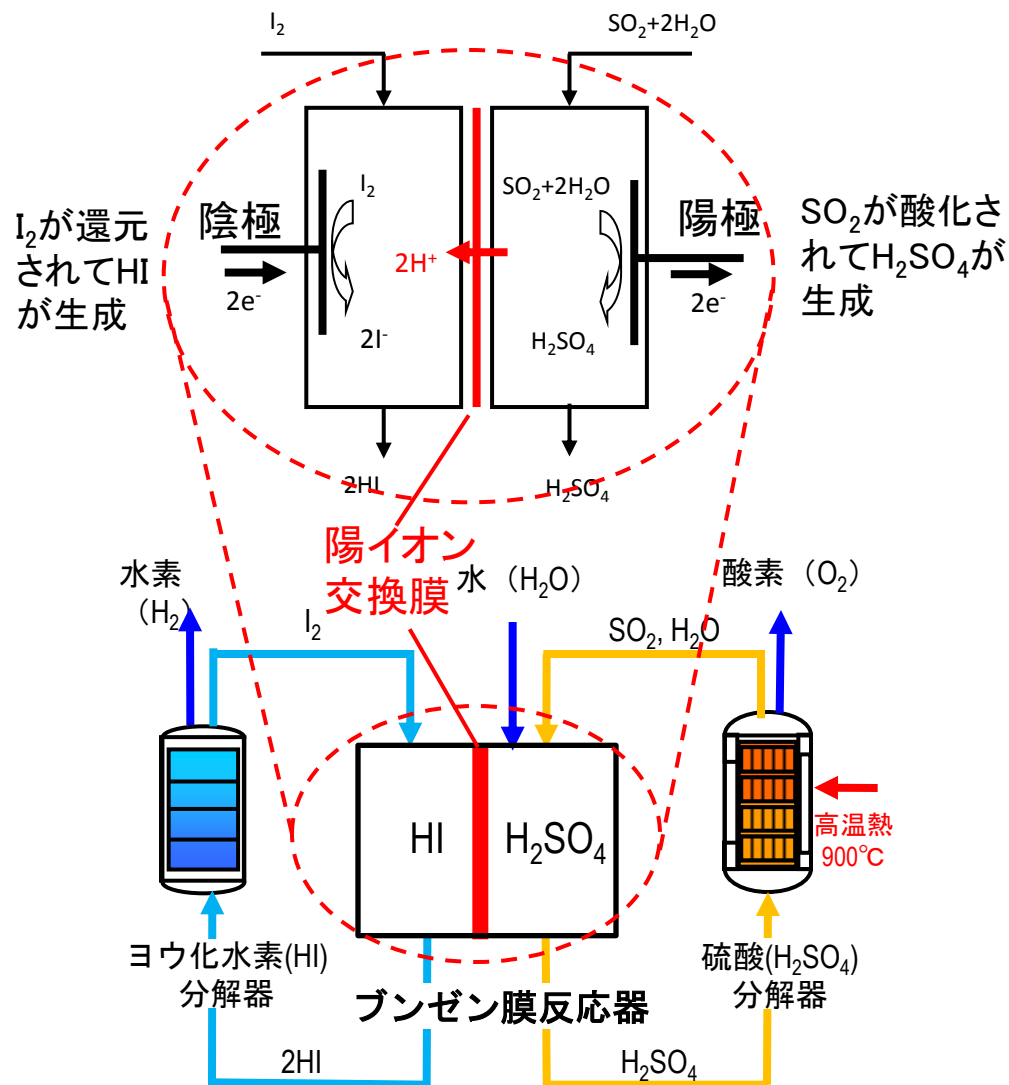 I₂
SO₂+2H₂O
I₂
SO₂+2H₂O
陰極
陽極
I₂が還元
されてHI
が生成
SO₂が酸化さ
れてH₂SO₄が
生成
2H⁺
2e⁻
2e⁻
2I⁻
H₂SO₄
2HI
H₂SO₄
陽イオン
交換膜
水素
(H₂)
水（H₂O）
酸素（O₂）
I₂
SO₂, H₂O
HI
H₂SO₄
高温熱
900℃
ヨウ化水素(HI)
分解器
硫酸(H₂SO₄)
分解器
ブンゼン膜反応器
2HI
H₂SO₄